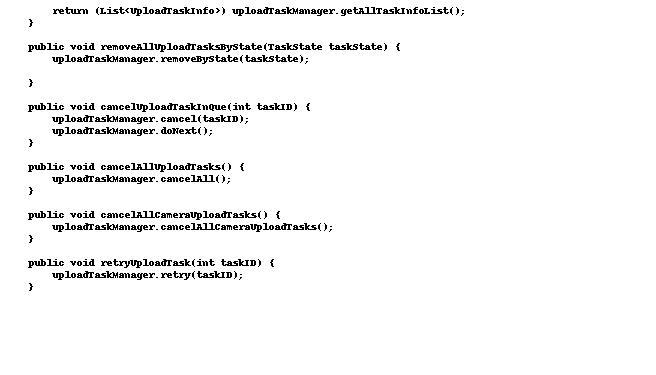 return (List<UploadTaskInfo>) uploadTaskManager.getAllTaskInfoList();
}
public void removeAllUploadTasksByState(TaskState taskState) {
uploadTaskManager.removeByState(taskState);
}
public void cancelUploadTaskInQue(int taskID) {
uploadTaskManager.cancel(taskID);
uploadTaskManager.doNext();
}
public void cancelAllUploadTasks() {
uploadTaskManager.cancelAll();
}
public void cancelAllCameraUploadTasks() {
uploadTaskManager.cancelAllCameraUploadTasks();
}
public void retryUploadTask(int taskID) {
uploadTaskManager.retry(taskID);
}